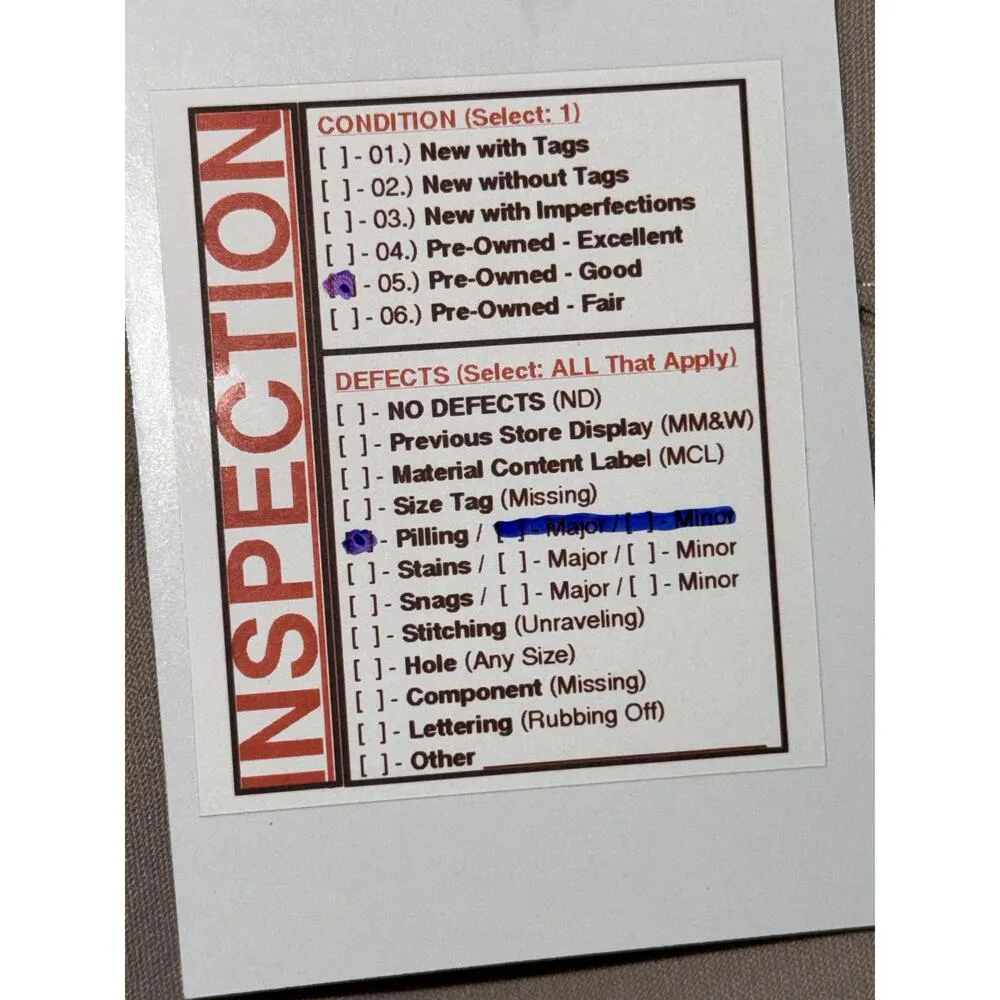 INSPECTION
CONDITION (Select: 1)
[ ] - 01.) New with Tags
[ ] - 02.) New without Tags
[ ] - 03.) New with Imperfections
[ ] - 04.) Pre-Owned - Excellent
- 05.) Pre-Owned - Good
[ ] - 06.) Pre-Owned - Fair
DEFECTS (Select: ALL That Apply)
[ ] - NO DEFECTS (ND)
[ ] - Previous Store Display (MM&W)
[ ] - Material Content Label (MCL)
[ ] - Size Tag (Missing)
- Pilling / [ ] - Major / [ ] - Minor
[ ] - Stains / [ ] - Major / [ ] - Minor
[ ] - Snags / [ ] - Major / [ ] - Minor
[ ] - Stitching (Unraveling)
[ ] - Hole (Any Size)
[ ] - Component (Missing)
[ ] - Lettering (Rubbing Off)
[ ] - Other